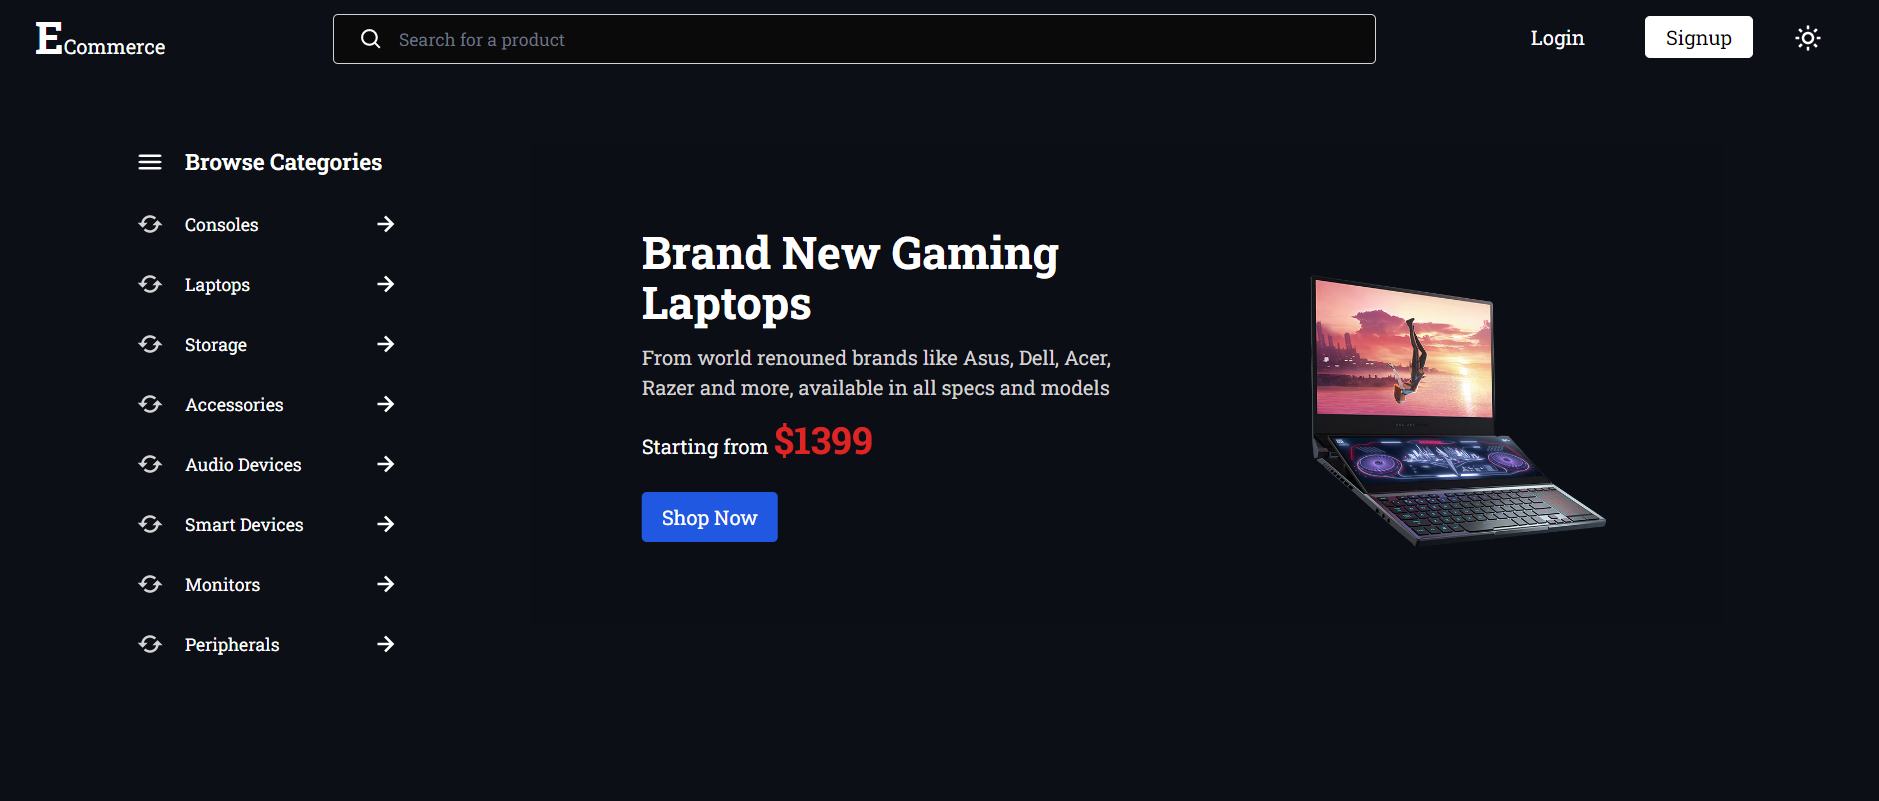 ECommerce
Search for a product
Login
Signup
Browse Categories
Consoles
Laptops
Storage
Accessories
Audio Devices
Smart Devices
Monitors
Peripherals
Brand New Gaming
Laptops
From world renouned brands like Asus, Dell, Acer,
Razer and more, available in all specs and models
Starting from $1399
Shop Now